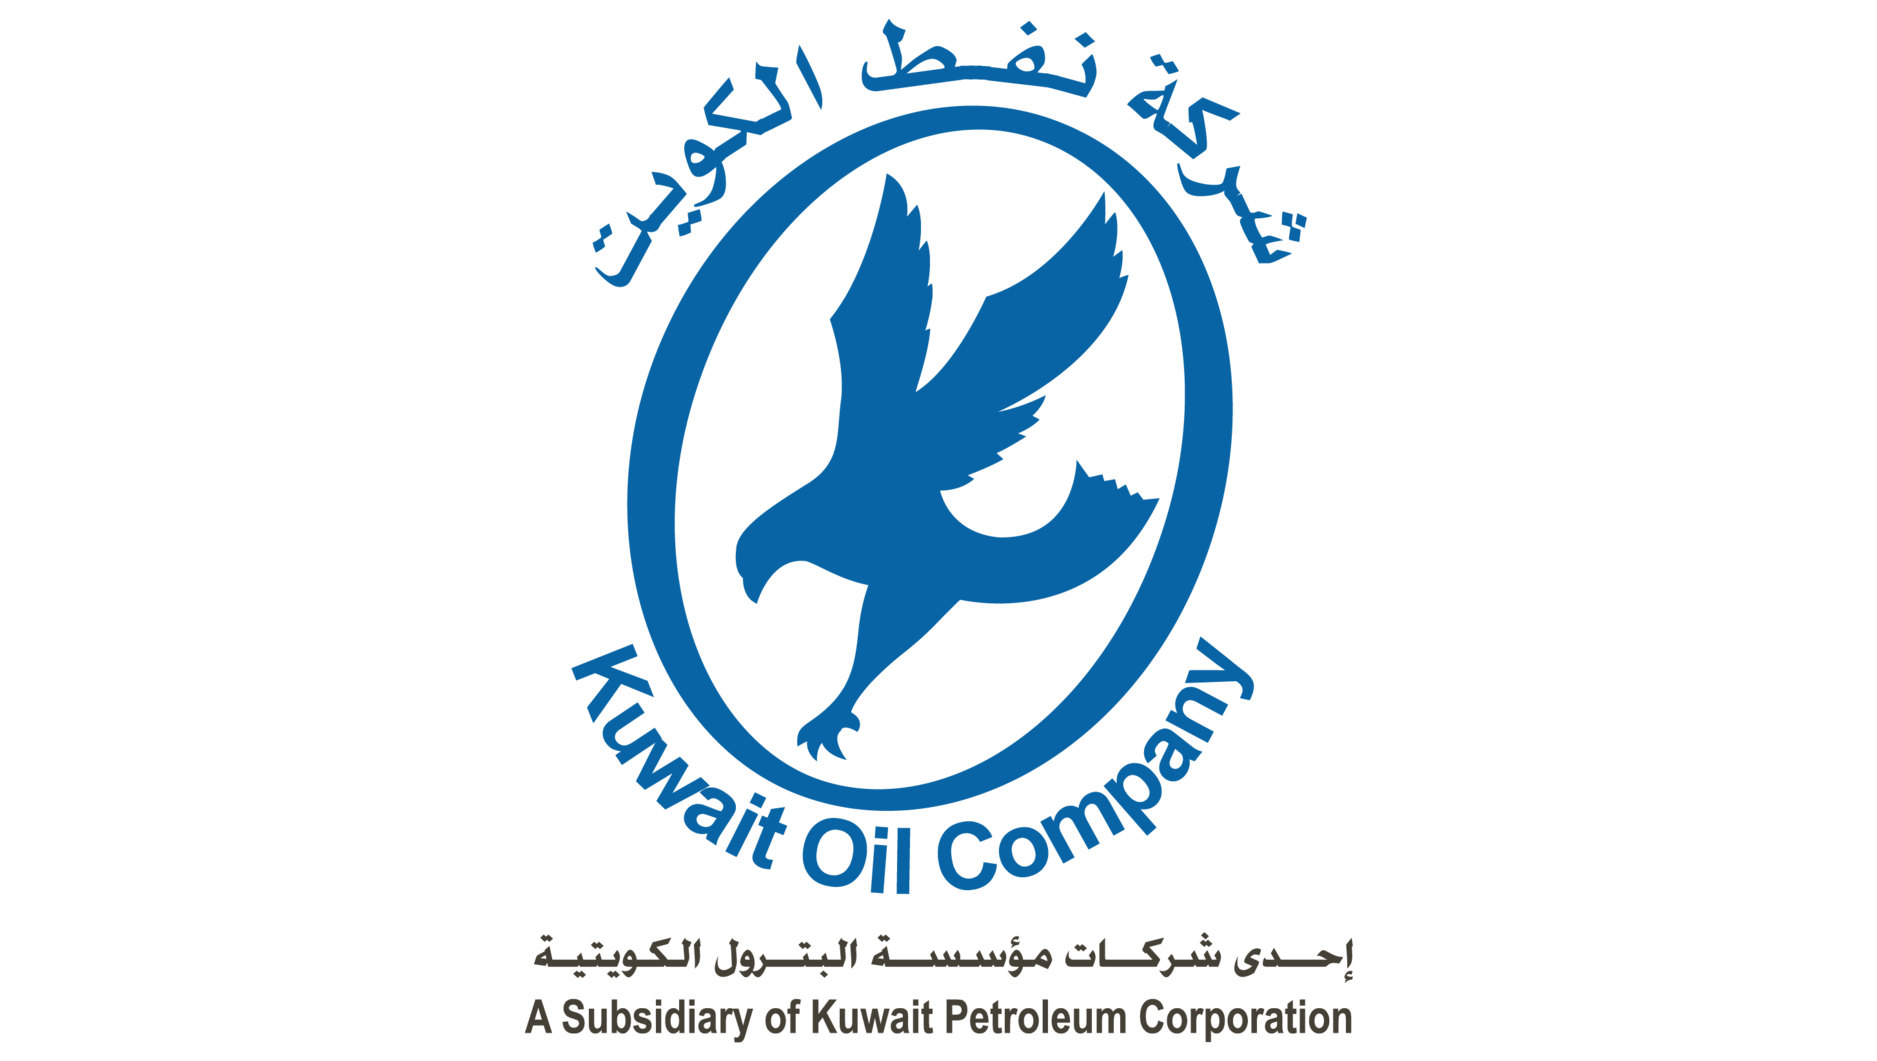 شركة نفط الكويت
Kuwait Oil Company
إحدى شركات مؤسسة البترول الكويتية
A Subsidiary of Kuwait Petroleum Corporation